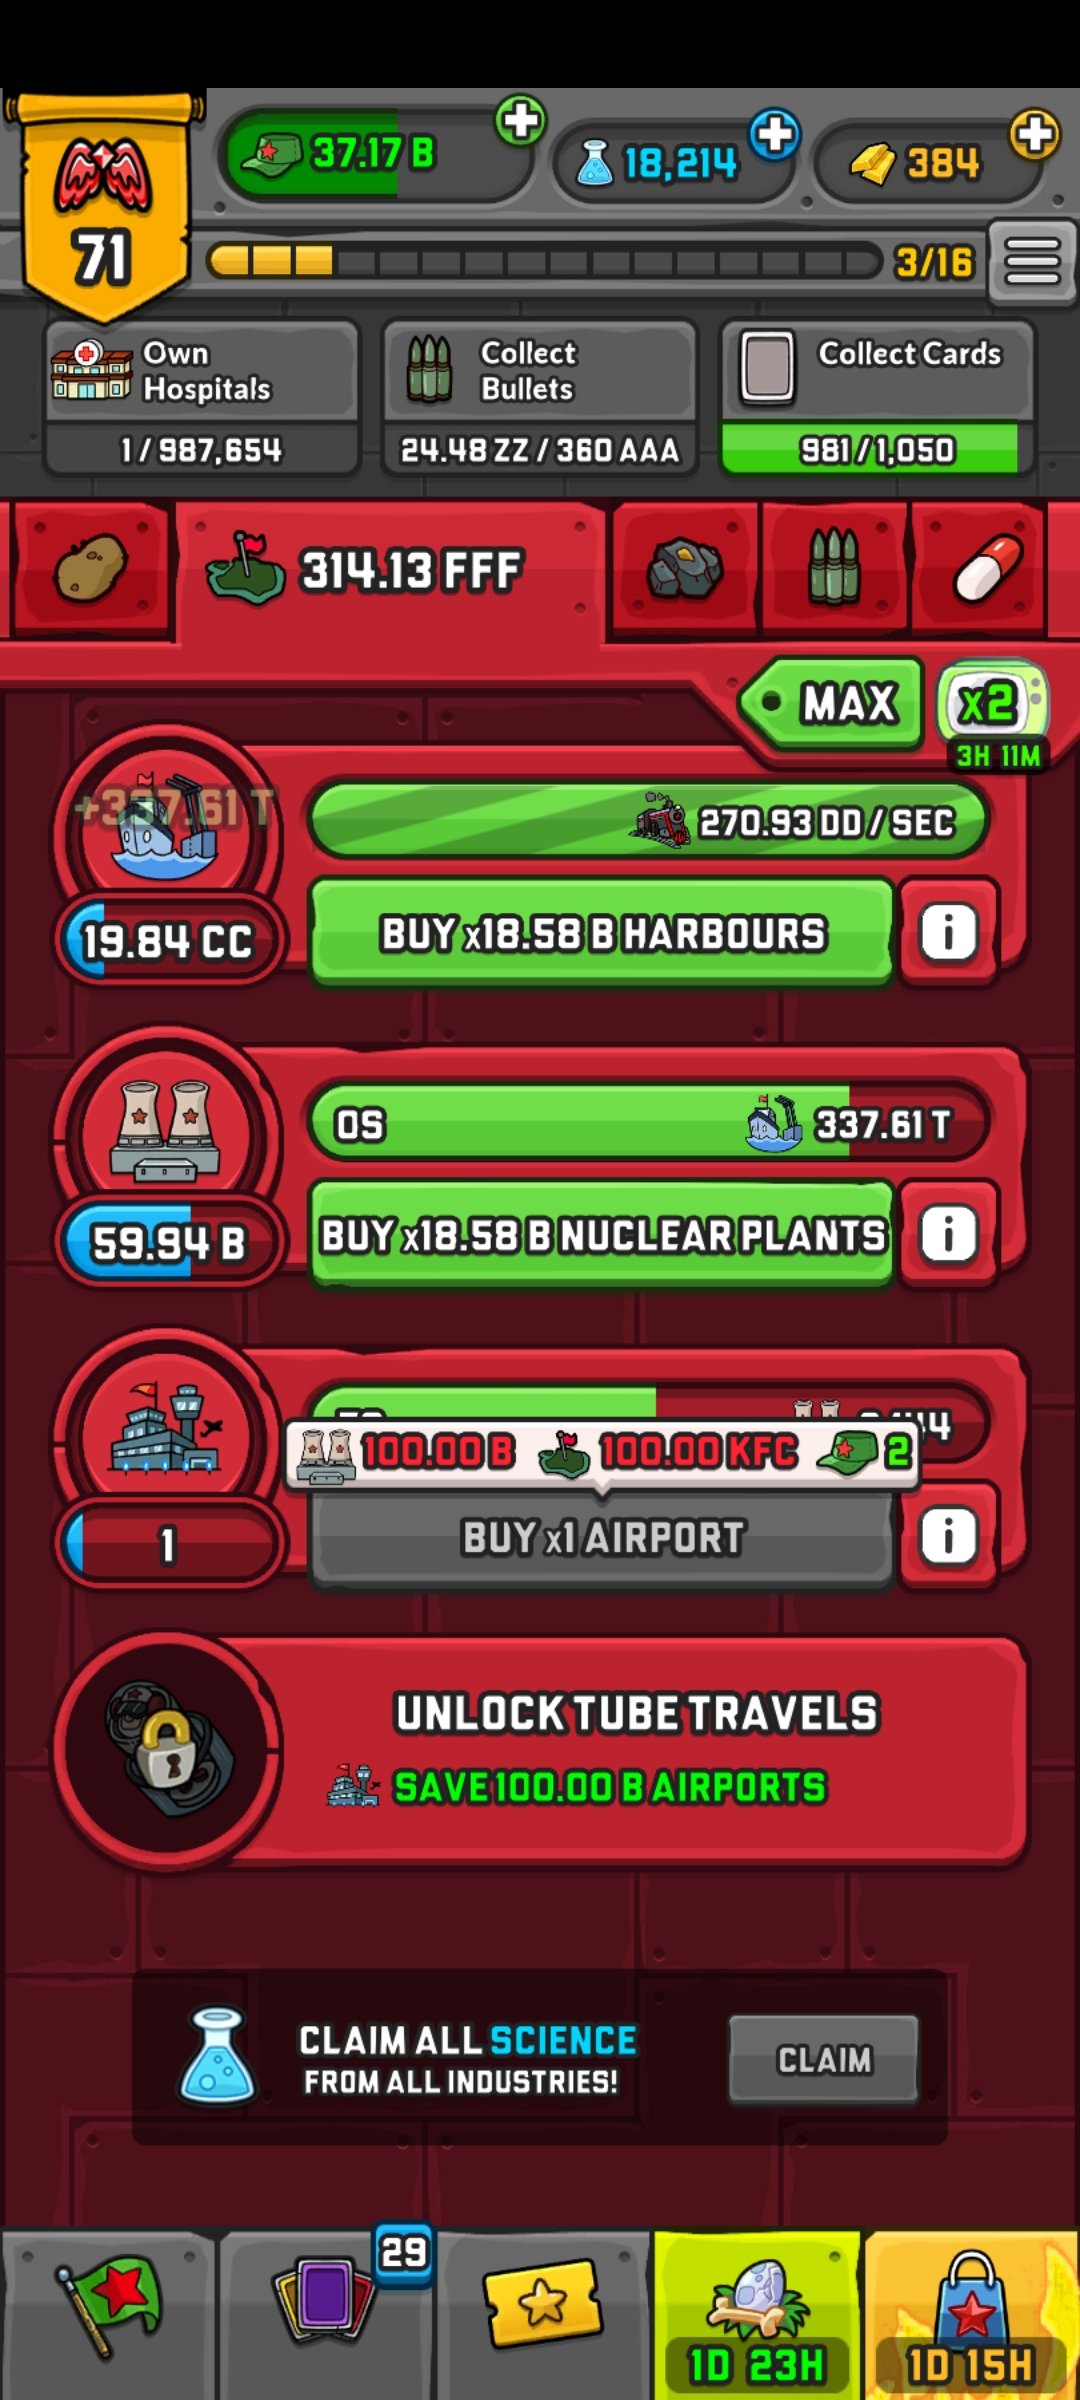 37.17 B
18,214
384
71
3/16
Own
Hospitals
1 / 987,654
Collect
Bullets
24.48 ZZ / 360 AAA
Collect Cards
981 / 1,050
314.13 FFF
MAX
x2
3H 11M
+337.61 T
270.93 DD / SEC
19.84 CC
BUY x18.58 B HARBOURS
i
0S
337.61 T
59.94 B
BUY x18.58 B NUCLEAR PLANTS
i
100.00 B
100.00 KFC
2
1
BUY x1 AIRPORT
i
UNLOCK TUBE TRAVELS
SAVE 100.00 B AIRPORTS
CLAIM ALL SCIENCE
FROM ALL INDUSTRIES!
CLAIM
29
1D 23H
1D 15H